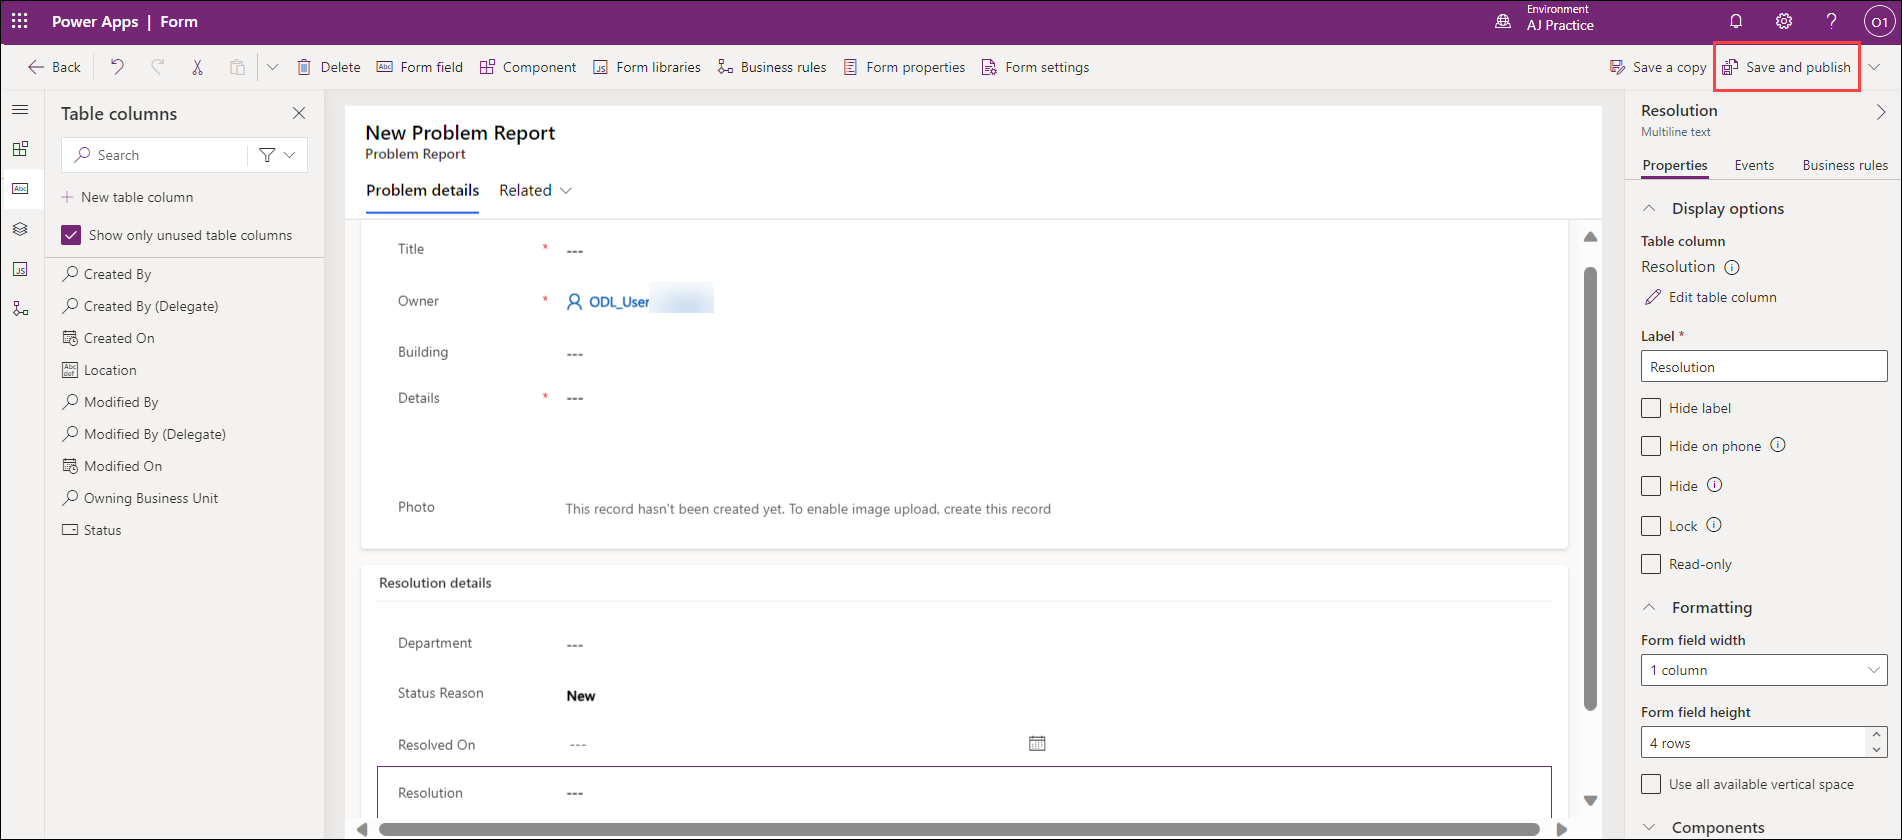 Power Apps | Form
Environment
AJ Practice
O1
Back
Delete
Abc
Form field
Component
JS
Form libraries
Business rules
Form properties
Form settings
Save a copy
Save and publish
Table columns
Search
New table column
Abc
Show only unused table columns
JS
Created By
Created By (Delegate)
Created On
Abc
def
Location
Modified By
Modified By (Delegate)
Modified On
Owning Business Unit
Status
New Problem Report
Problem Report
Problem details
Related
Title * ---
Owner * ODL_User
Building ---
Details * ---
Photo This record hasn't been created yet. To enable image upload, create this record
Resolution details
Department ---
Status Reason New
Resolved On ---
Resolution ---
Resolution
Multiline text
Properties Events Business rules
Display options
Table column
Resolution
Edit table column
Label *
Resolution
Hide label
Hide on phone
Hide
Lock
Read-only
Formatting
Form field width
1 column
Form field height
4 rows
Use all available vertical space
Components